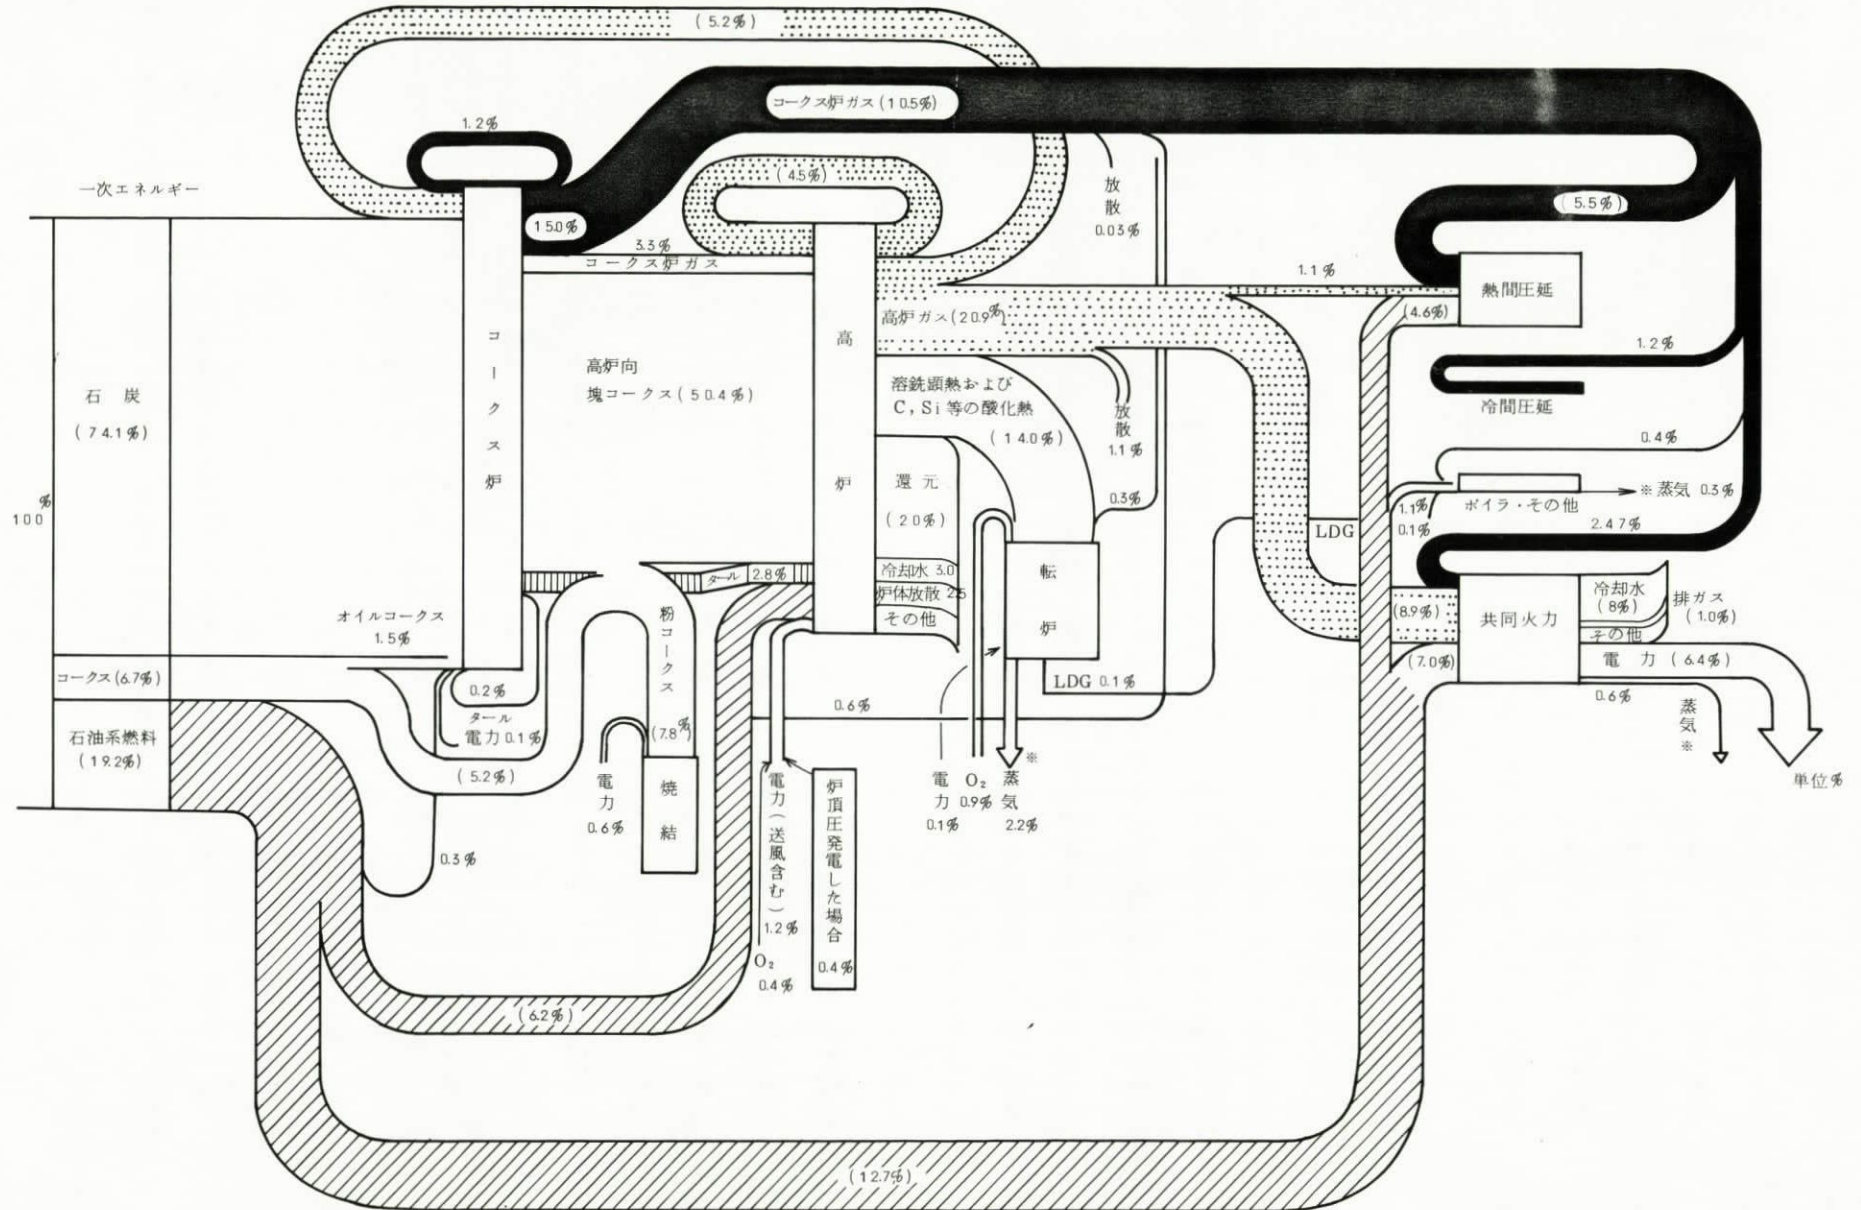 (5.2%)
コークス炉ガス(10.5%)
1.2%
(4.5%)
放散
0.03%
一次エネルギー
15.0%
3.3%
コークス炉ガス
(5.5%)
1.1%
熱間圧延
(4.6%)
高炉ガス(20.9%)
コークス炉
高炉
高炉向
塊コークス(50.4%)
石炭
(74.1%)
溶銑顕熱および
C,Si等の酸化熱
(14.0%)
放散
1.1%
1.2%
冷間圧延
0.4%
還元
(20%)
0.3%
※蒸気 0.3%
ボイラ・その他
1.1%
0.1%
2.47%
LDG
100%
タール
2.8%
冷却水 3.0
炉体放散 2.5
その他
転炉
(8.9%)
共同火力
冷却水
(8%)
排ガス
(1.0%)
その他
オイルコークス
1.5%
粉コークス
コークス(6.7%)
0.2%
LDG 0.1%
(7.0%)
電力(6.4%)
0.6%
0.6%
蒸気
※
タール
電力0.1%
(7.8%)
石油系燃料
(19.2%)
(5.2%)
電力
0.6%
焼結
電力(送風含む)
1.2%
炉頂圧発電した場合
0.4%
O₂
0.4%
電力
0.1%
O₂
0.9%
蒸気
※
2.2%
単位%
0.3%
(6.2%)
(12.7%)